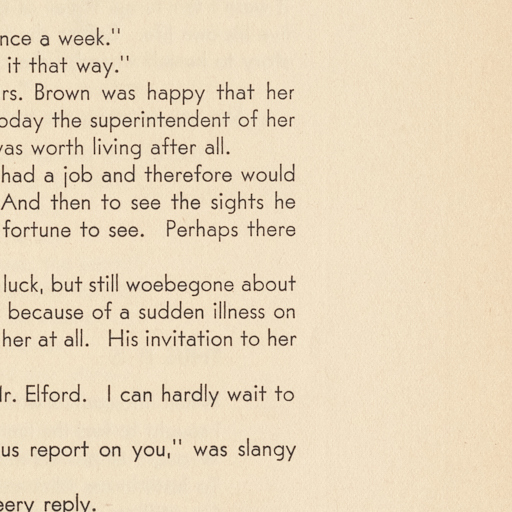 nce a week."
it that way."
rs. Brown was happy that her
oday the superintendent of her
vas worth living after all.
had a job and therefore would
And then to see the sights he
fortune to see. Perhaps there
luck, but still woebegone about
because of a sudden illness on
her at all. His invitation to her
Ir. Elford. I can hardly wait to
us report on you," was slangy
eery reply.